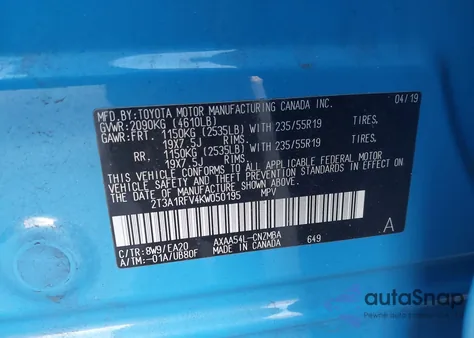 MFD.BY:TOYOTA MOTOR MANUFACTURING CANADA INC. 04/19
GVWR:2090KG (4610LB)
GAWR:FRT. 1150KG (2535LB) WITH 235/55R19 TIRES,
19X7.5J RIMS.
RR. 1150KG (2535LB) WITH 235/55R19 TIRES,
19X7.5J RIMS.
THIS VEHICLE CONFORMS TO ALL APPLICABLE FEDERAL MOTOR
VEHICLE SAFETY STANDARDS IN EFFECT ON THE DATE OF
MANUFACTURE SHOWN ABOVE.
2T3A1RFV4KW050195 MPV
C/TR:8W9/EA20 AXAA54L-CNZMBA 649
A/TM:-01A/UB80F MADE IN CANADA A
autoSnap